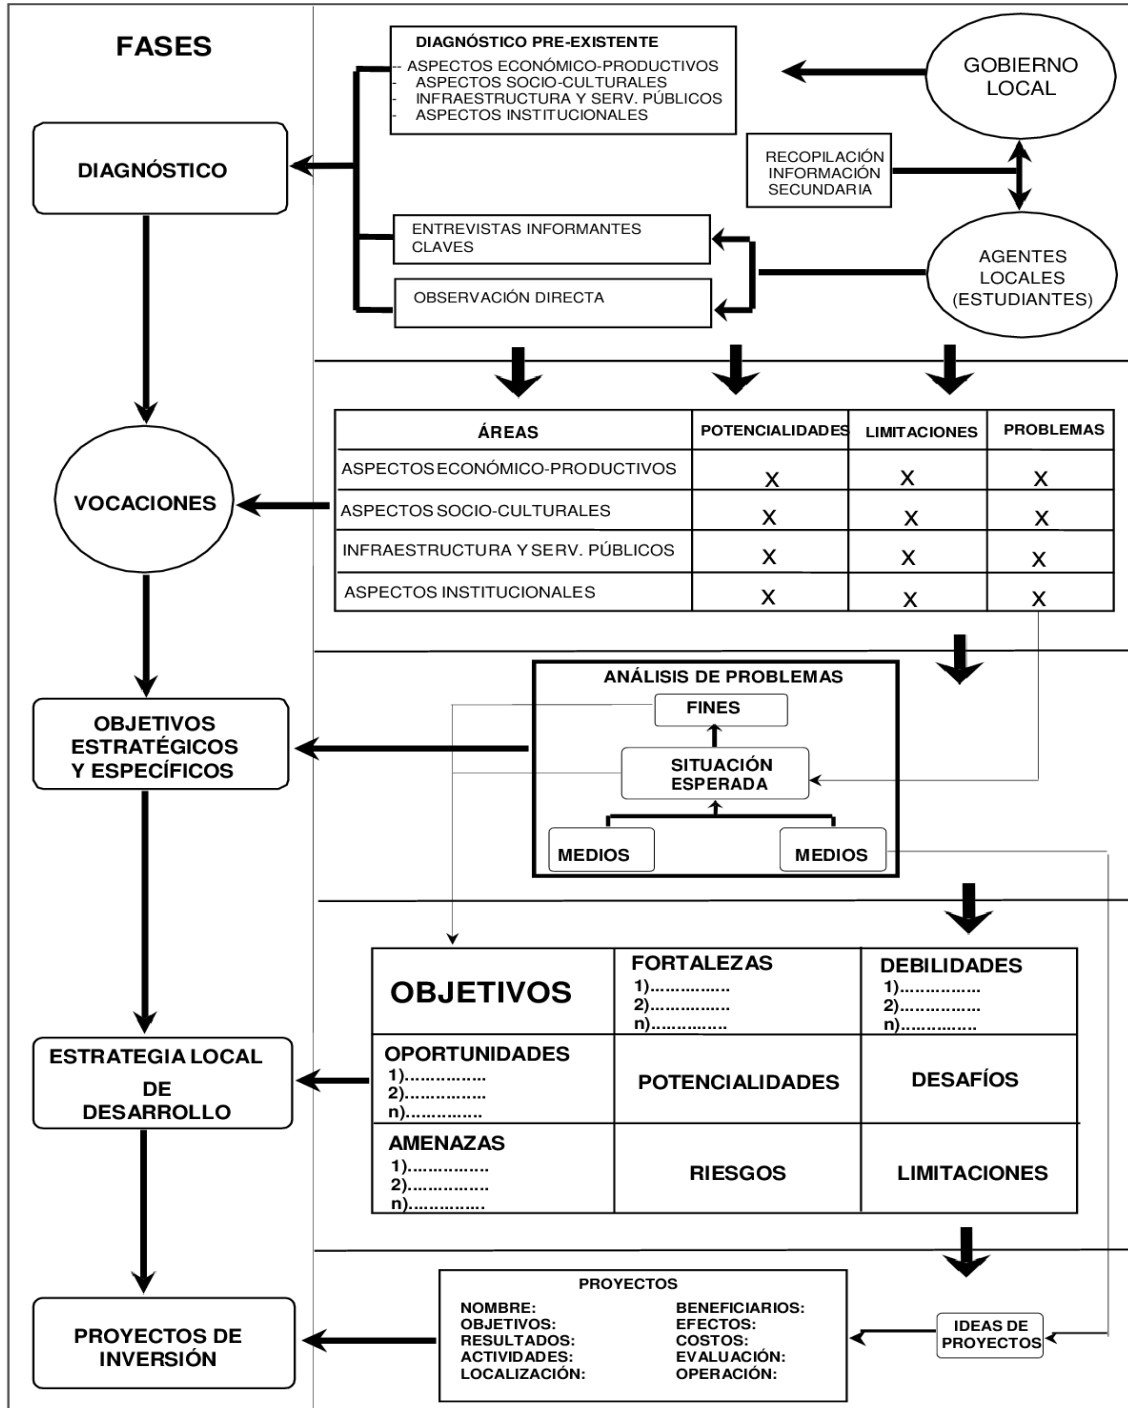 FASES
DIAGNÓSTICO PRE-EXISTENTE
-- ASPECTOS ECONÓMICO-PRODUCTIVOS
- ASPECTOS SOCIO-CULTURALES
- INFRAESTRUCTURA Y SERV. PÚBLICOS
- ASPECTOS INSTITUCIONALES
GOBIERNO
LOCAL
DIAGNÓSTICO
RECOPILACIÓN
INFORMACIÓN
SECUNDARIA
ENTREVISTAS INFORMANTES
CLAVES
OBSERVACIÓN DIRECTA
AGENTES
LOCALES
(ESTUDIANTES)
ÁREAS POTENCIALIDADES LIMITACIONES PROBLEMAS
ASPECTOS ECONÓMICO-PRODUCTIVOS X X X
ASPECTOS SOCIO-CULTURALES X X X
INFRAESTRUCTURA Y SERV. PÚBLICOS X X X
ASPECTOS INSTITUCIONALES X X X
VOCACIONES
ANÁLISIS DE PROBLEMAS
FINES
SITUACIÓN
ESPERADA
MEDIOS MEDIOS
OBJETIVOS
ESTRATÉGICOS
Y ESPECÍFICOS
OBJETIVOS
FORTALEZAS
1)................
2)................
n)...............
DEBILIDADES
1)................
2)................
n)...............
OPORTUNIDADES
1)................
2)................
n)...............
POTENCIALIDADES
DESAFÍOS
AMENAZAS
1)................
2)................
n)...............
RIESGOS
LIMITACIONES
ESTRATEGIA LOCAL
DE
DESARROLLO
PROYECTOS
NOMBRE: BENEFICIARIOS:
OBJETIVOS: EFECTOS:
RESULTADOS: COSTOS:
ACTIVIDADES: EVALUACIÓN:
LOCALIZACIÓN: OPERACIÓN:
IDEAS DE
PROYECTOS
PROYECTOS DE
INVERSIÓN